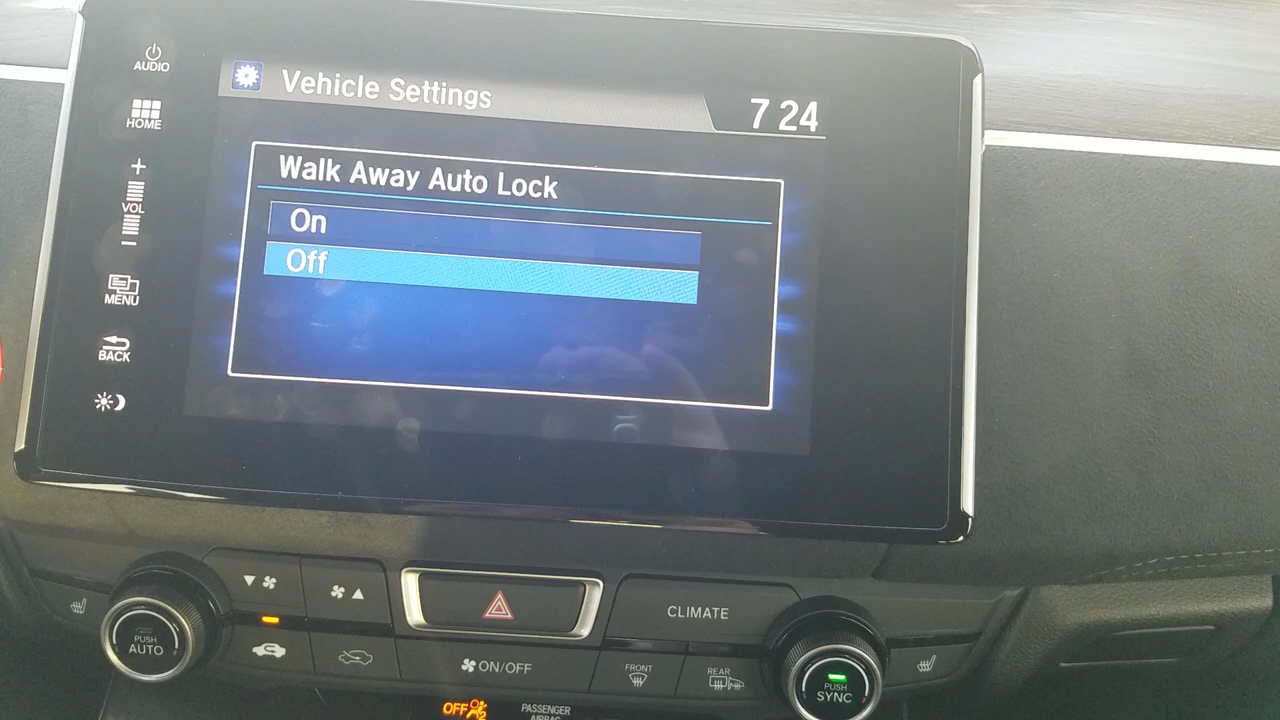 AUDIO
HOME
+
VOL
−
MENU
BACK
Vehicle Settings
7 24
Walk Away Auto Lock
On
Off
PUSH
AUTO
CLIMATE
ON/OFF
FRONT
REAR
PUSH
SYNC
OFF
PASSENGER
AIRBAG